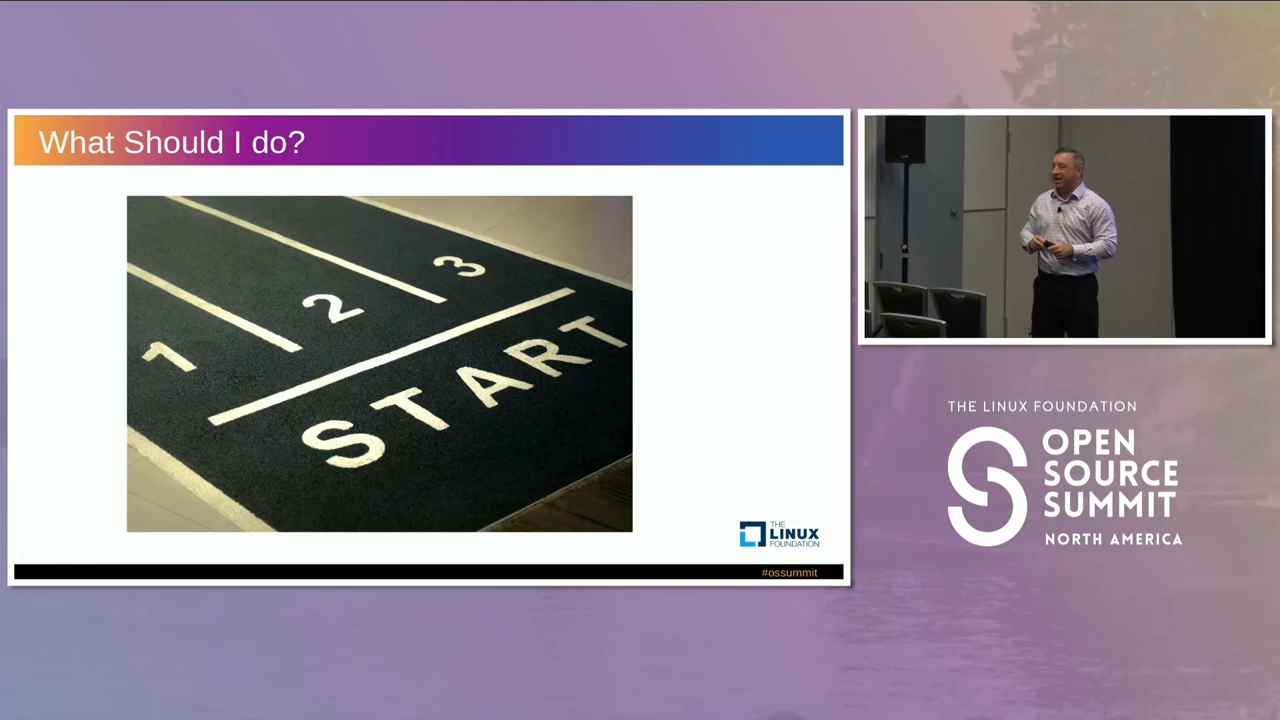 What Should I do?
1
2
3
START
THE
LINUX
FOUNDATION
#ossummit
THE LINUX FOUNDATION
OPEN
SOURCE
SUMMIT
NORTH AMERICA